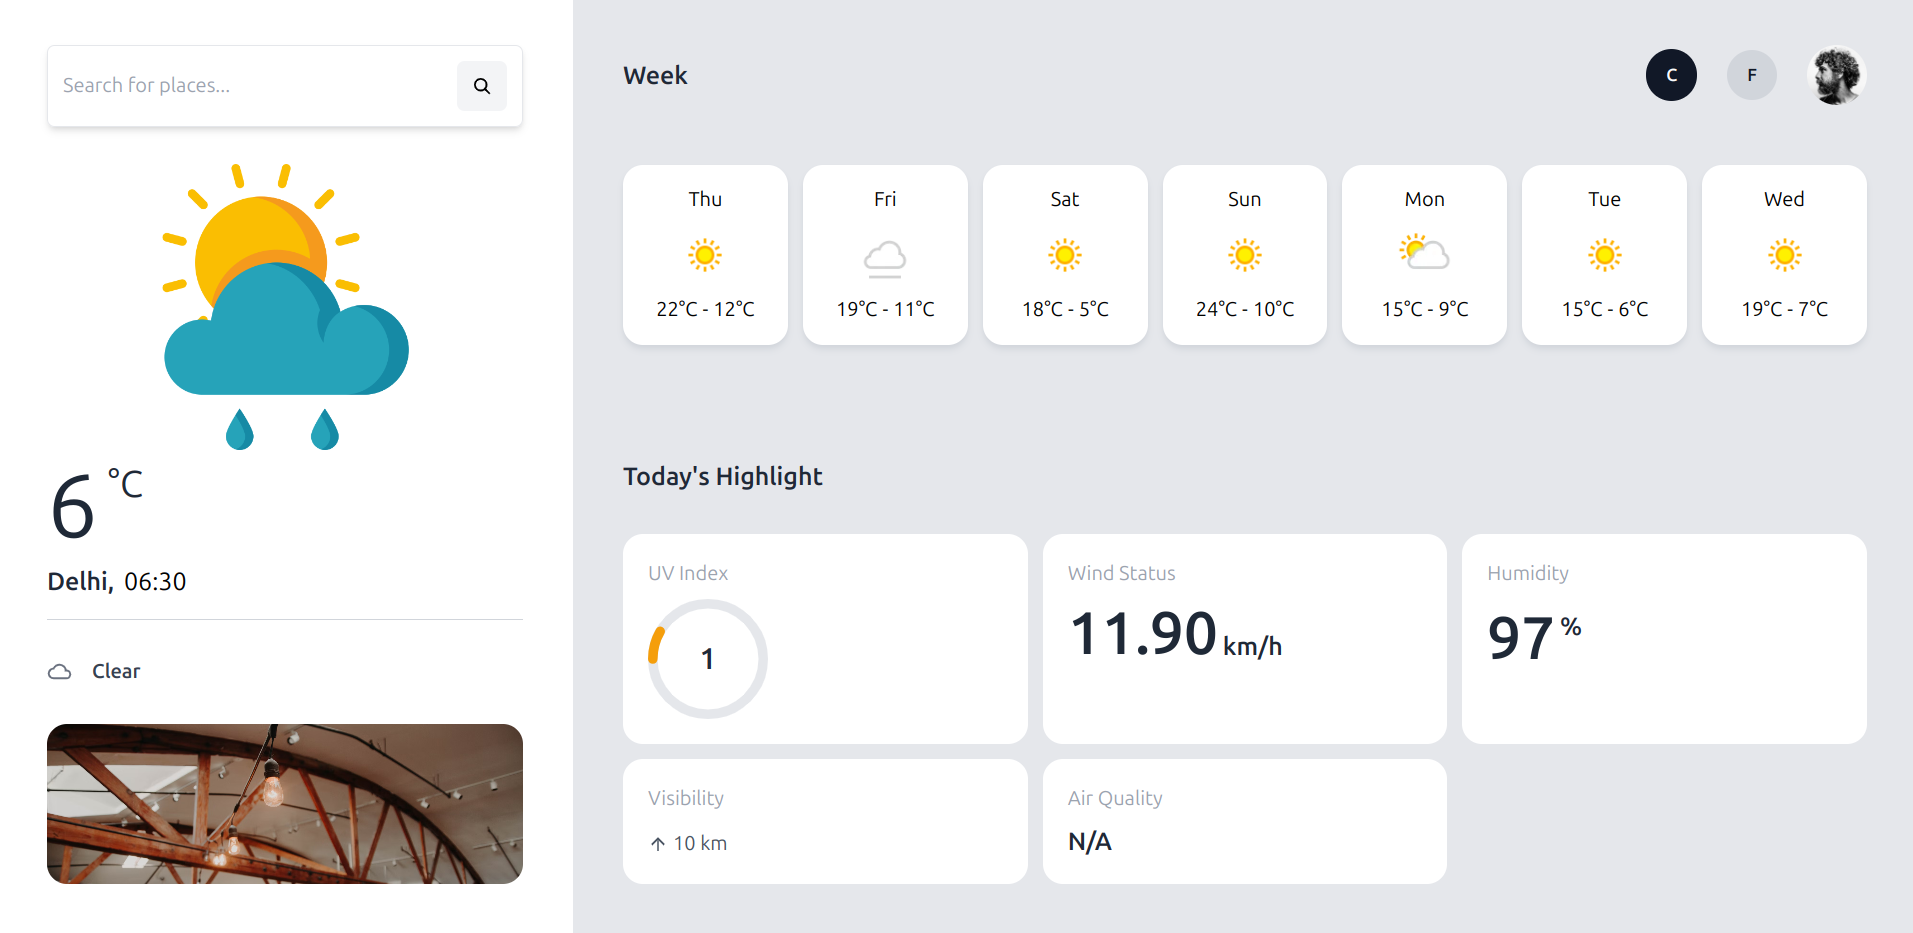 Search for places...
6 °C
Delhi, 06:30
Clear
Week
C
F
Thu
22°C - 12°C
Fri
19°C - 11°C
Sat
18°C - 5°C
Sun
24°C - 10°C
Mon
15°C - 9°C
Tue
15°C - 6°C
Wed
19°C - 7°C
Today's Highlight
UV Index
1
Wind Status
11.90 km/h
Humidity
97 %
Visibility
10 km
Air Quality
N/A